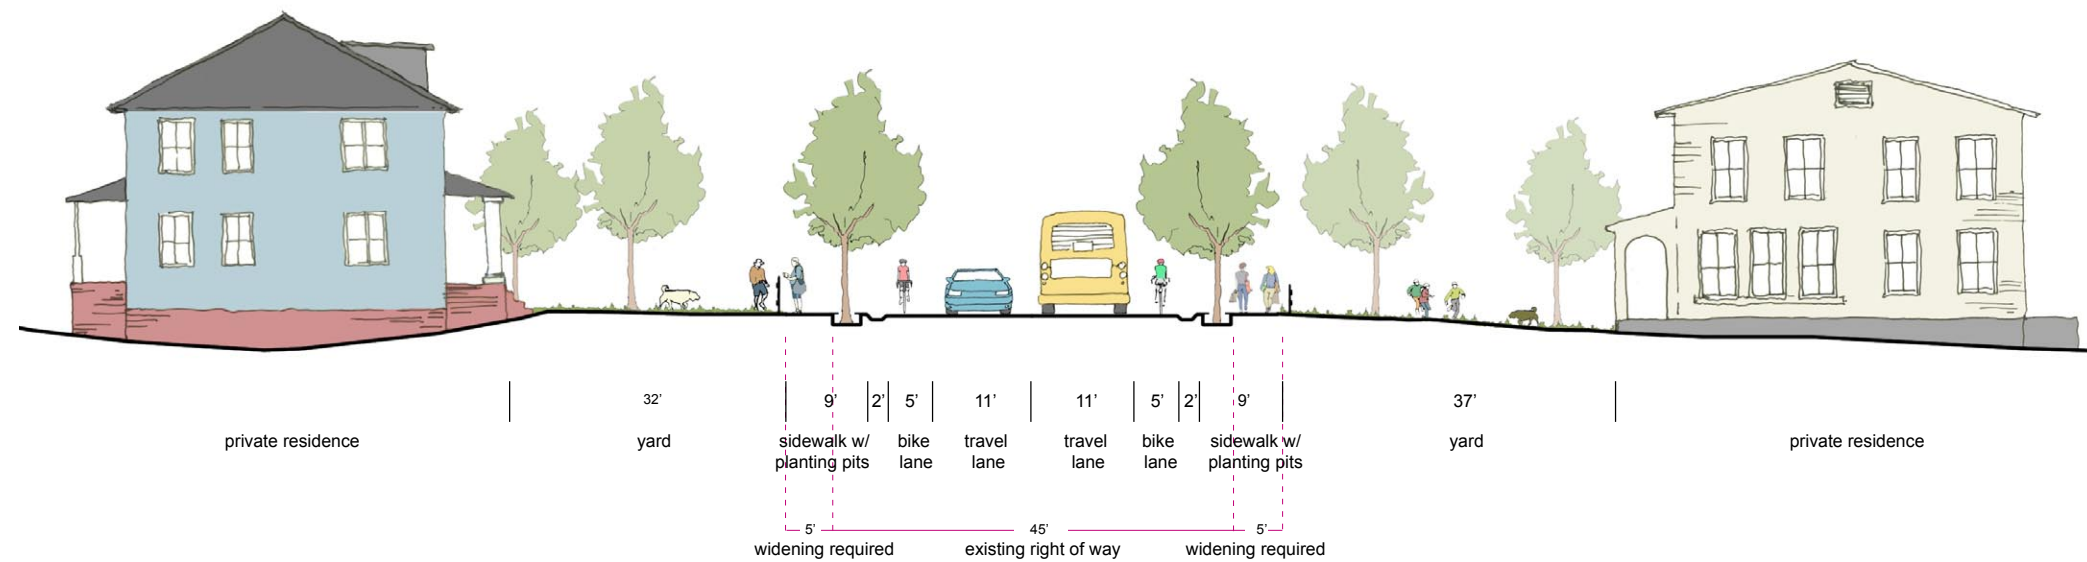 32’ 9’ 2’ 5’ 11’ 11’ 5’ 2’ 9’ 37’
private residence yard sidewalk w/ bike travel travel bike sidewalk w/ yard private residence
planting pits lane lane lane lane planting pits
5’ 45’ 5’
widening required existing right of way widening required